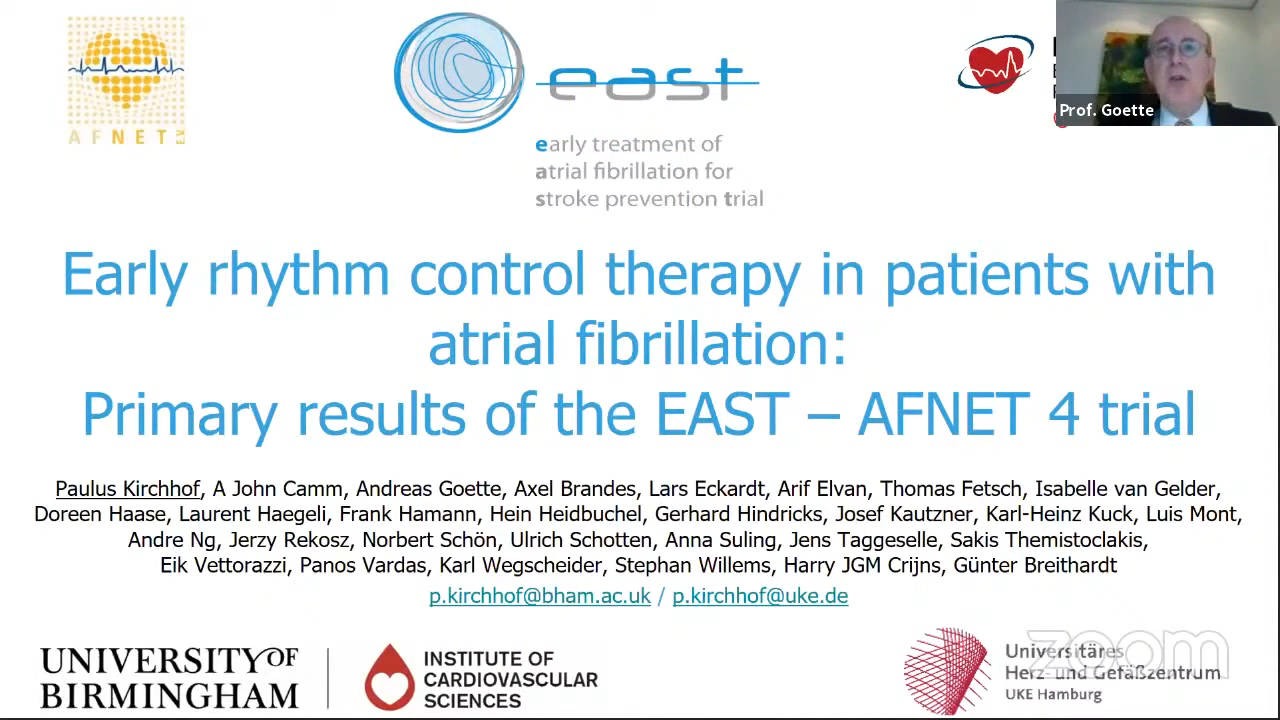 AFNET
east
early treatment of
atrial fibrillation for
stroke prevention trial
Prof. Goette
Early rhythm control therapy in patients with
atrial fibrillation:
Primary results of the EAST – AFNET 4 trial
Paulus Kirchhof, A John Camm, Andreas Goette, Axel Brandes, Lars Eckardt, Arif Elvan, Thomas Fetsch, Isabelle van Gelder,
Doreen Haase, Laurent Haegeli, Frank Hamann, Hein Heidbuchel, Gerhard Hindricks, Josef Kautzner, Karl-Heinz Kuck, Luis Mont,
Andre Ng, Jerzy Rekosz, Norbert Schön, Ulrich Schotten, Anna Suling, Jens Taggeselle, Sakis Themistoclakis,
Eik Vettorazzi, Panos Vardas, Karl Wegscheider, Stephan Willems, Harry JGM Crijns, Günter Breithardt
p.kirchhof@bham.ac.uk / p.kirchhof@uke.de
UNIVERSITY OF
BIRMINGHAM
INSTITUTE OF
CARDIOVASCULAR
SCIENCES
Universitäres
Herz- und Gefäßzentrum
UKE Hamburg
zoom